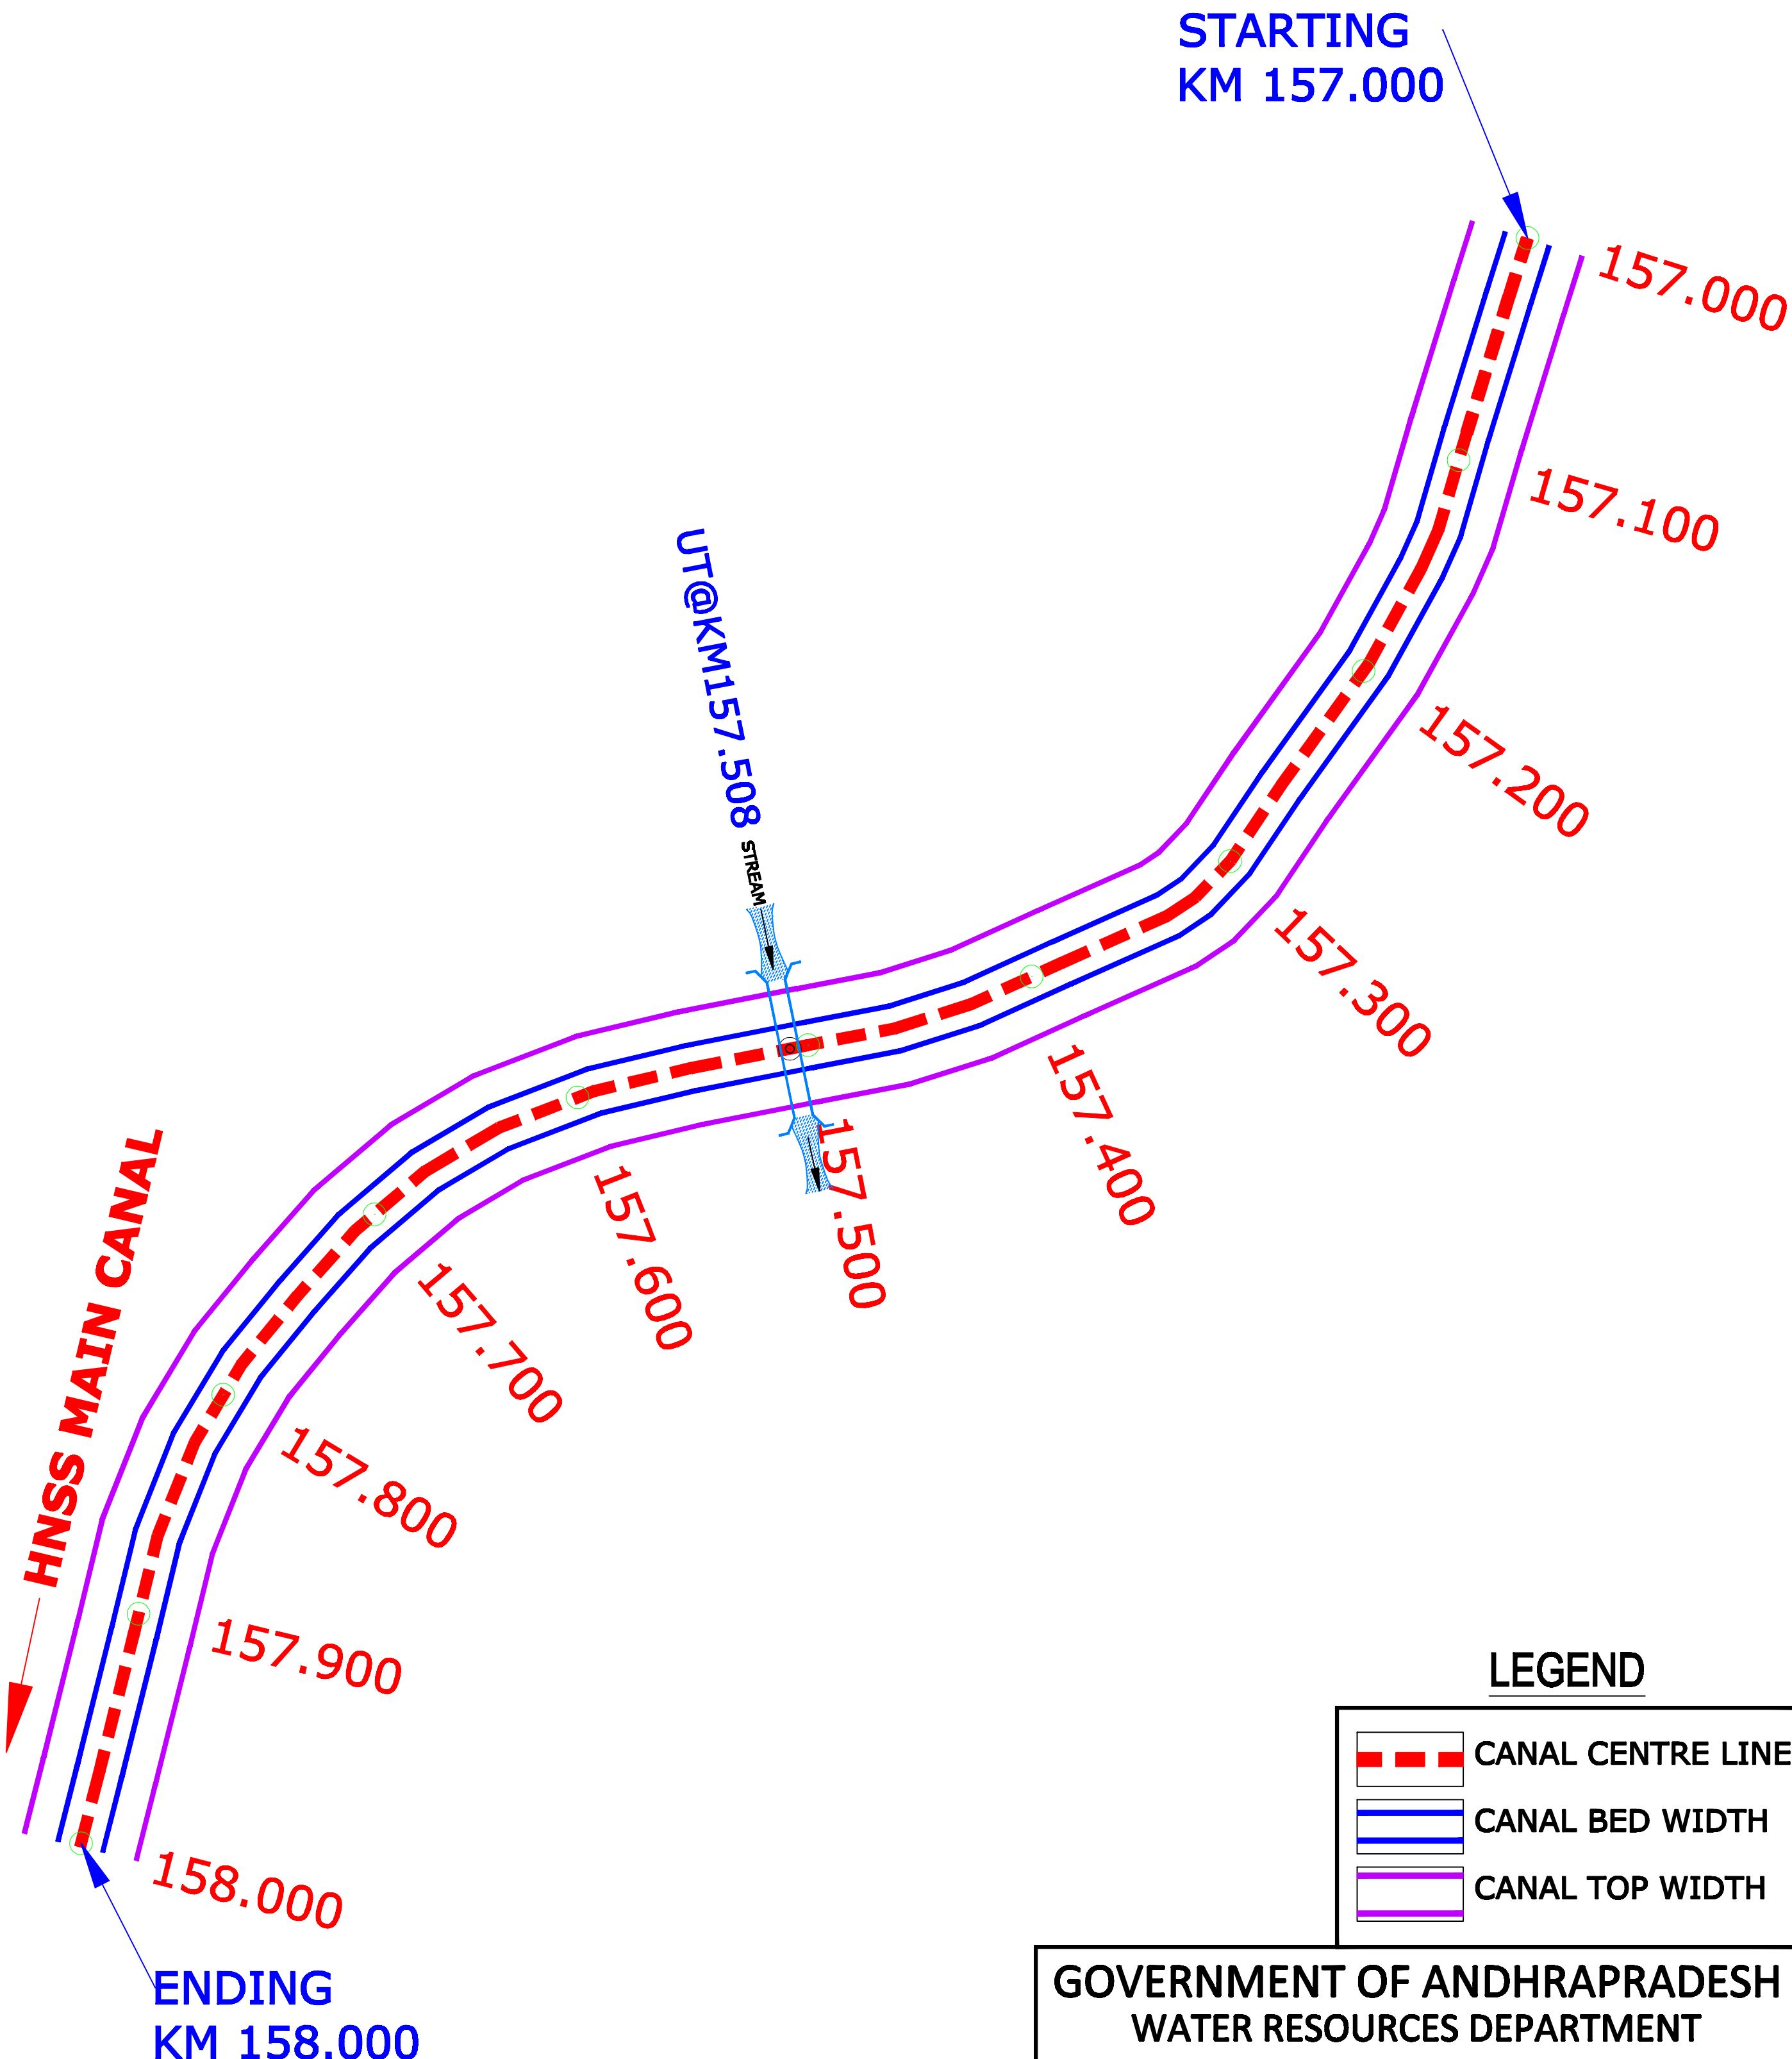 STARTING
KM 157.000
157.000
157.100
UT@KM157.508
STREAM
157.200
157.300
157.400
157.500
157.600
157.700
157.800
157.900
158.000
HNSS MAIN CANAL
ENDING
KM 158.000
LEGEND
CANAL CENTRE LINE
CANAL BED WIDTH
CANAL TOP WIDTH
GOVERNMENT OF ANDHRAPRADESH
WATER RESOURCES DEPARTMENT